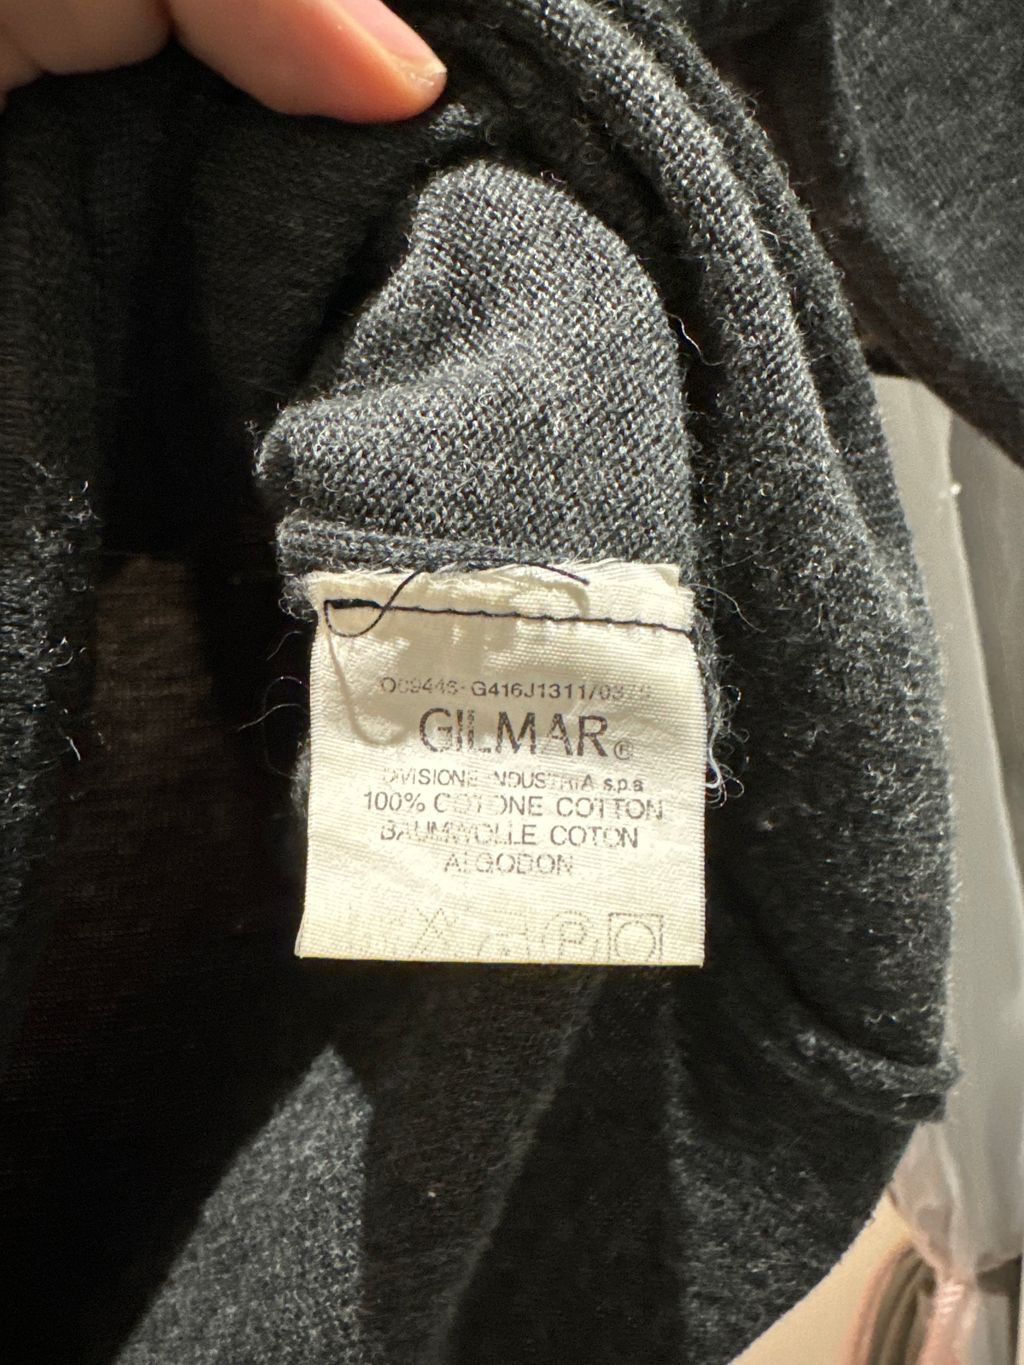 GILMAR®
DIVISIONE INDUSTRIA s.p.a
100% COTONE COTTON
BAUMWOLLE COTON
ALGODON
P